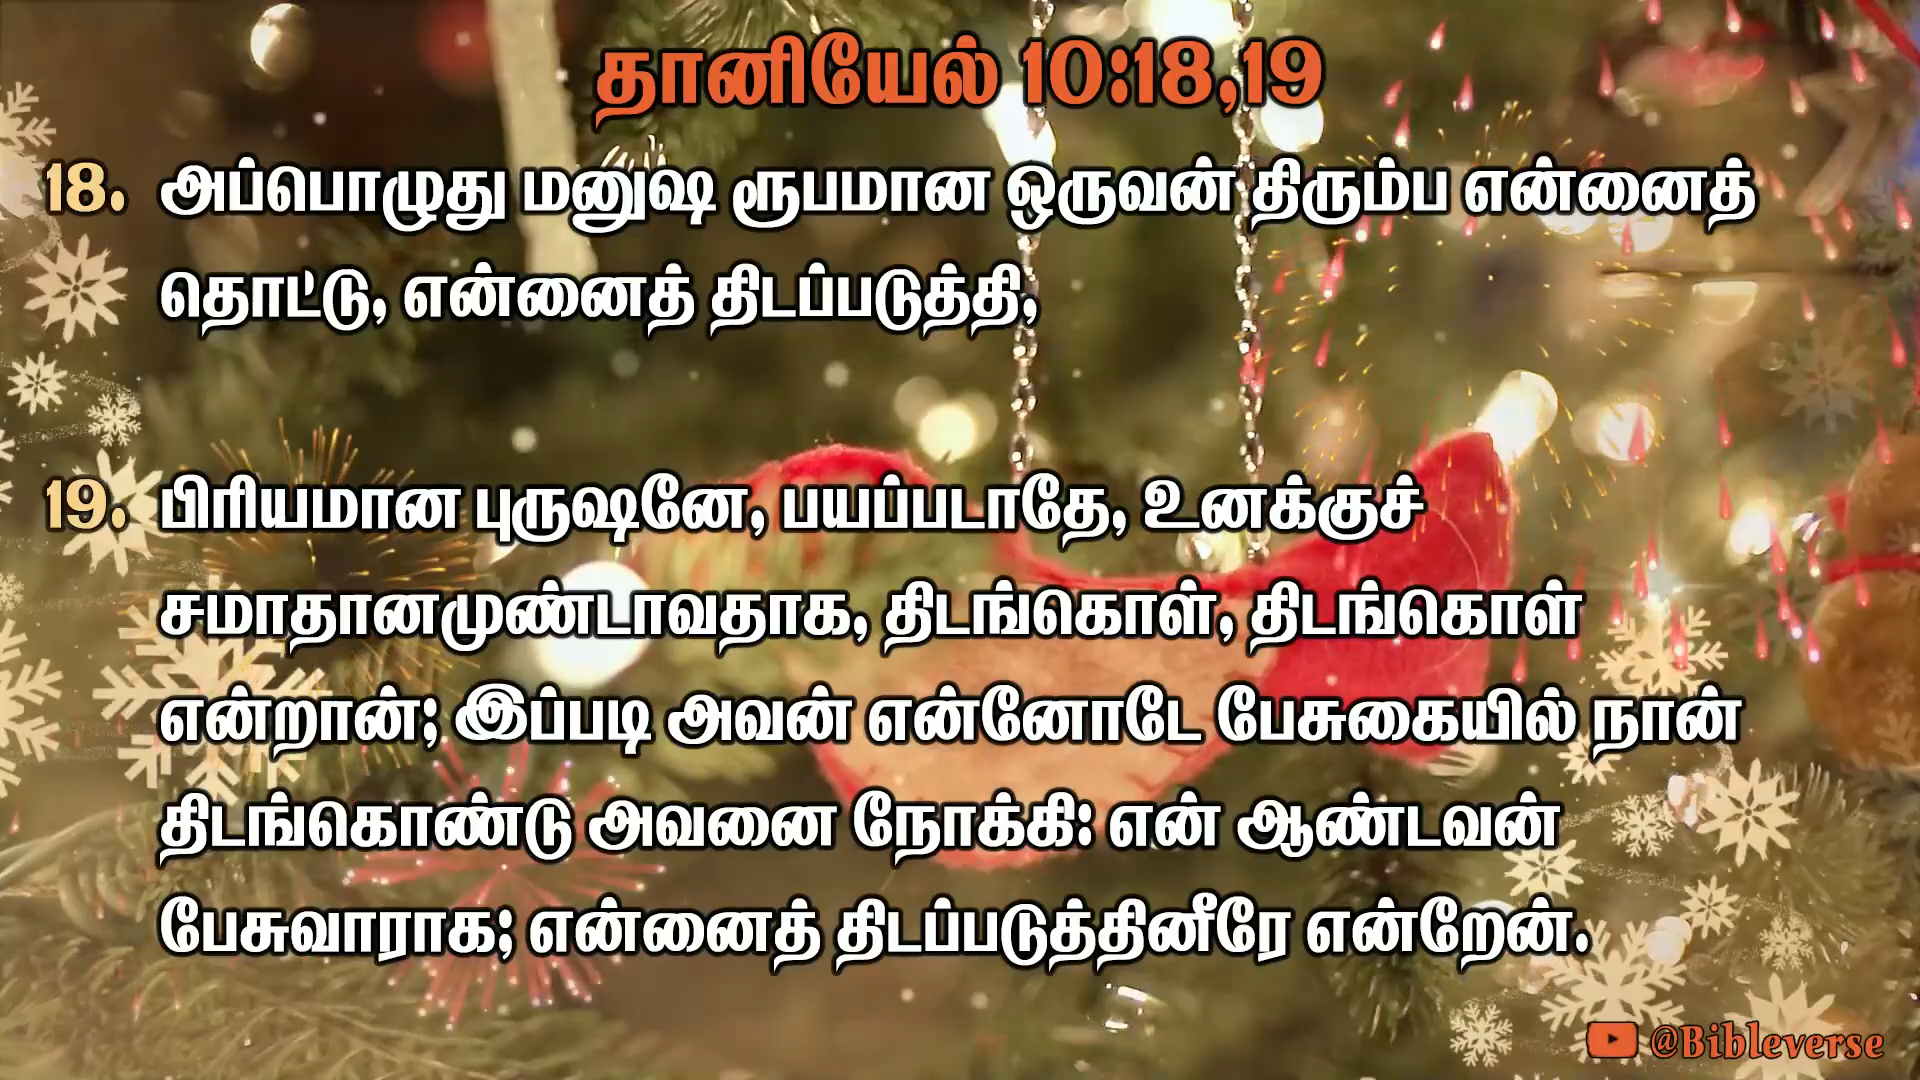 தானியேல் 10:18,19
18. அப்பொழுது மனுஷ ரூபமான ஒருவன் திரும்ப என்னைத்
தொட்டு, என்னைத் திடப்படுத்தி,
19. பிரியமான புருஷனே, பயப்படாதே, உனக்குச்
சமாதானமுண்டாவதாக, திடங்கொள், திடங்கொள்
என்றான்; இப்படி அவன் என்னோடே பேசுகையில் நான்
திடங்கொண்டு அவனை நோக்கி: என் ஆண்டவன்
பேசுவாராக; என்னைத் திடப்படுத்தினீரே என்றேன்.
@Bibleverse